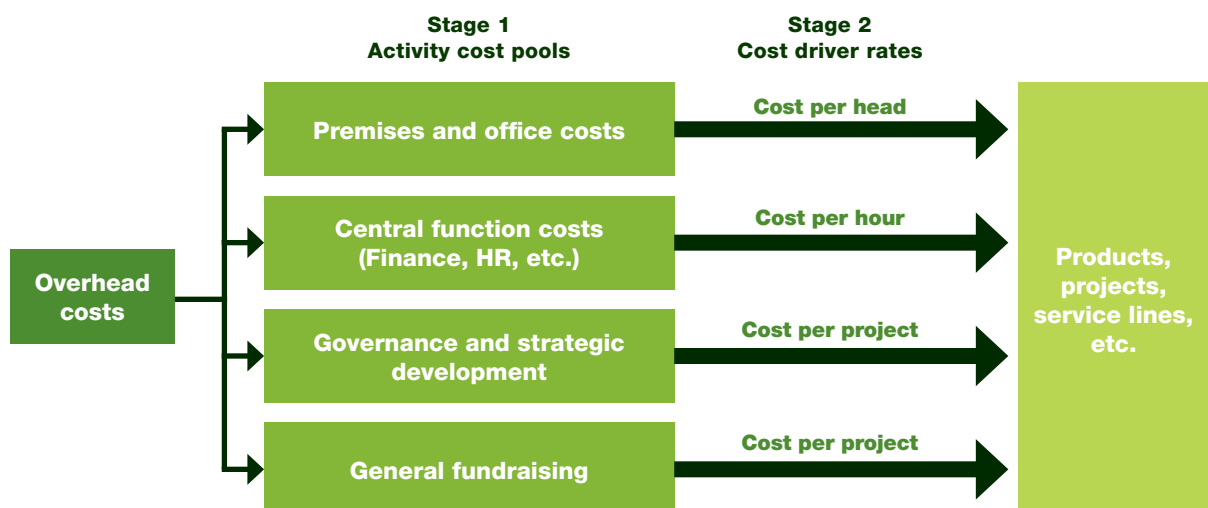 Stage 1
Activity cost pools
Stage 2
Cost driver rates
Overhead
costs
Premises and office costs
Cost per head
Central function costs
(Finance, HR, etc.)
Cost per hour
Governance and strategic
development
Cost per project
General fundraising
Cost per project
Products,
projects,
service lines,
etc.